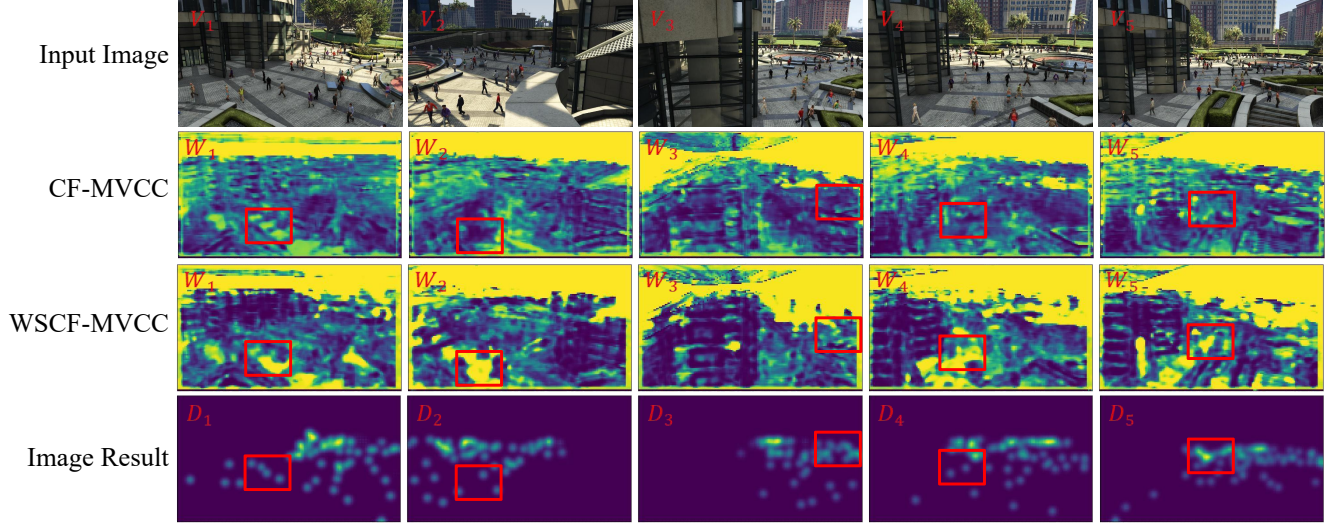 Input Image
V₁ V₂ V₃ V₄ V₅
CF-MVCC
W₁ W₂ W₃ W₄ W₅
WSCF-MVCC
W₁ W₂ W₃ W₄ W₅
Image Result
D₁ D₂ D₃ D₄ D₅